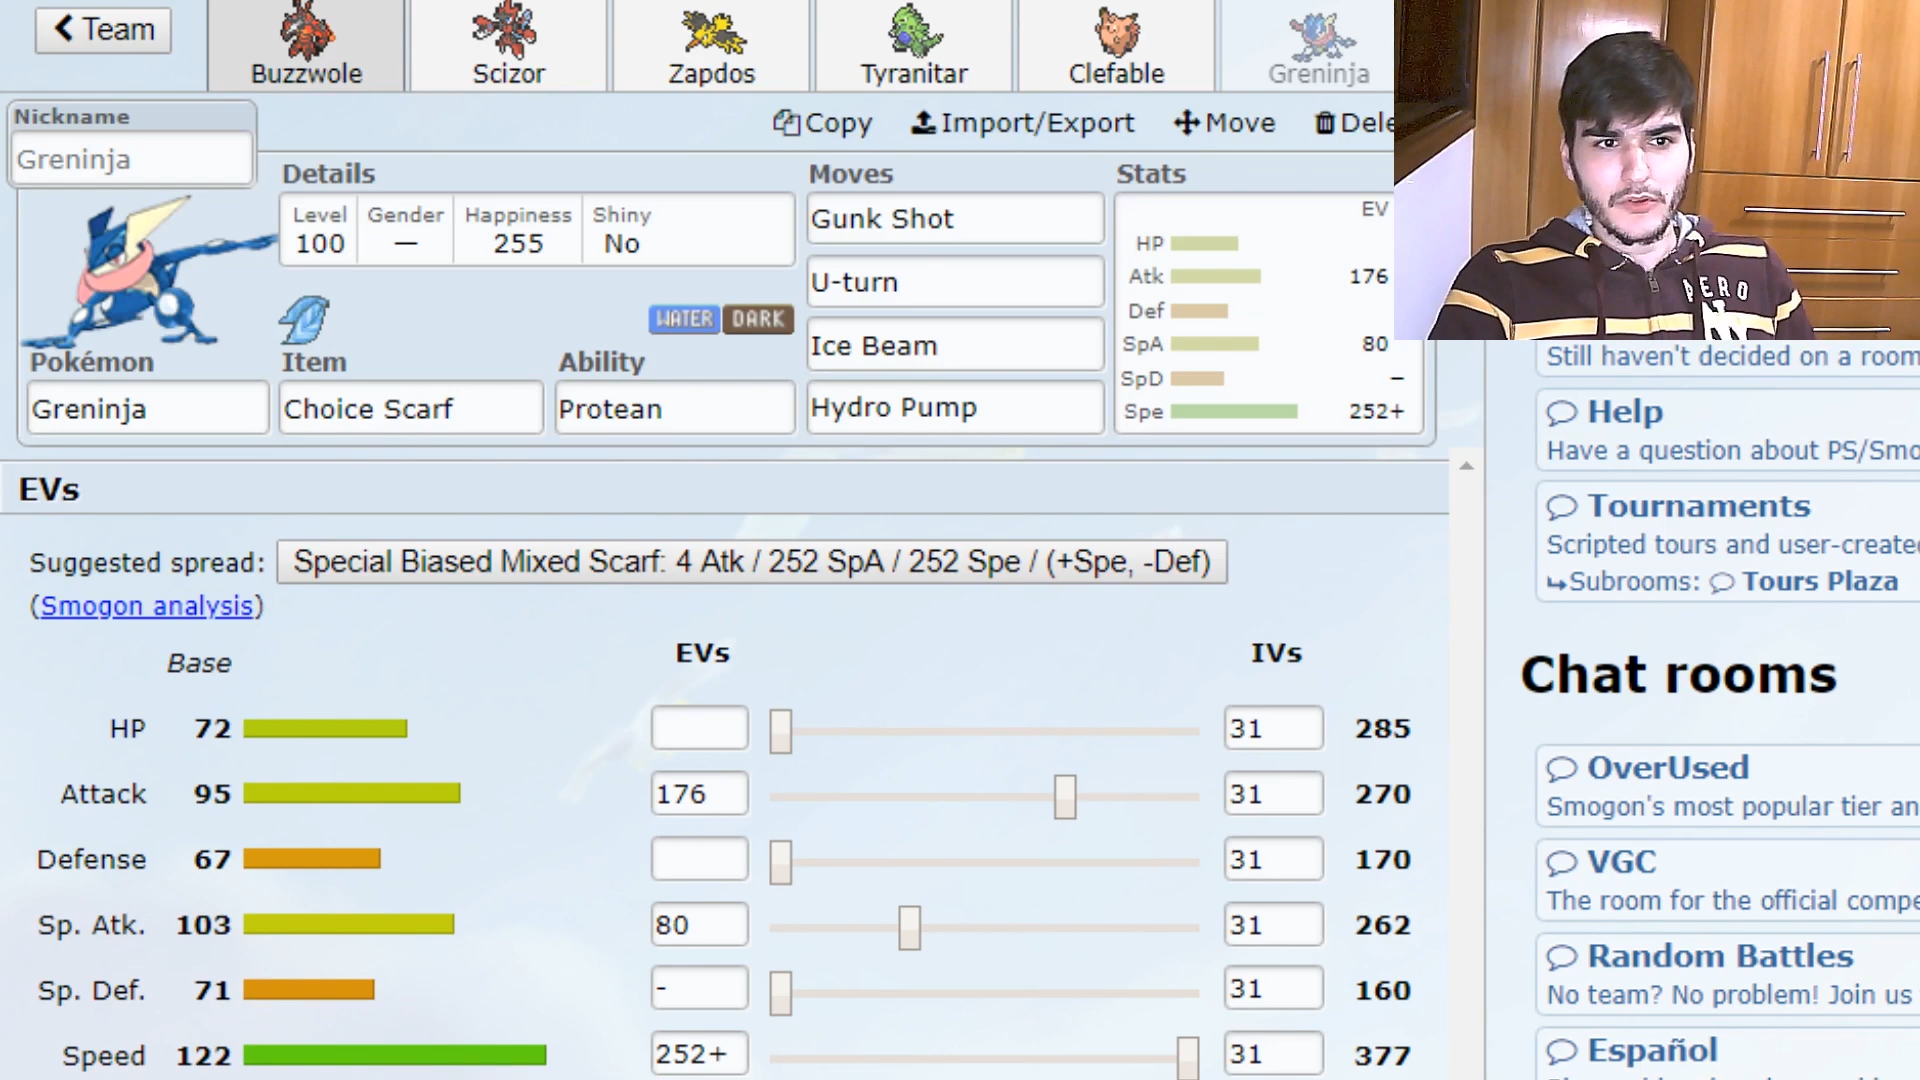 Team
Buzzwole
Scizor
Zapdos
Tyranitar
Clefable
Greninja
Nickname
Greninja
Copy
Import/Export
Move
Dele
Details
Moves
Stats
Level
100
Gender
—
Happiness
255
Shiny
No
WATER
DARK
Pokémon
Greninja
Item
Choice Scarf
Ability
Protean
Gunk Shot
U-turn
Ice Beam
Hydro Pump
EV
HP
Atk 176
Def
SpA 80
SpD –
Spe 252+
EVs
Suggested spread: Special Biased Mixed Scarf: 4 Atk / 252 SpA / 252 Spe / (+Spe, -Def)
(Smogon analysis)
Base EVs IVs
HP 72 31 285
Attack 95 176 31 270
Defense 67 31 170
Sp. Atk. 103 80 31 262
Sp. Def. 71 - 31 160
Speed 122 252+ 31 377
Still haven't decided on a room
Help
Have a question about PS/Smo
Tournaments
Scripted tours and user-create
↳Subrooms: Tours Plaza
Chat rooms
OverUsed
Smogon's most popular tier an
VGC
The room for the official compe
Random Battles
No team? No problem! Join us
Español